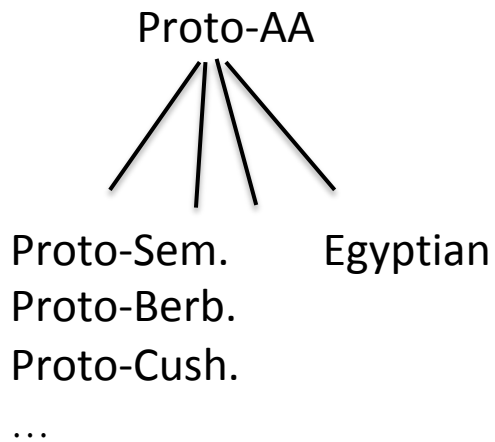 Proto-AA
Proto-Sem. Egyptian
Proto-Berb.
Proto-Cush.
…